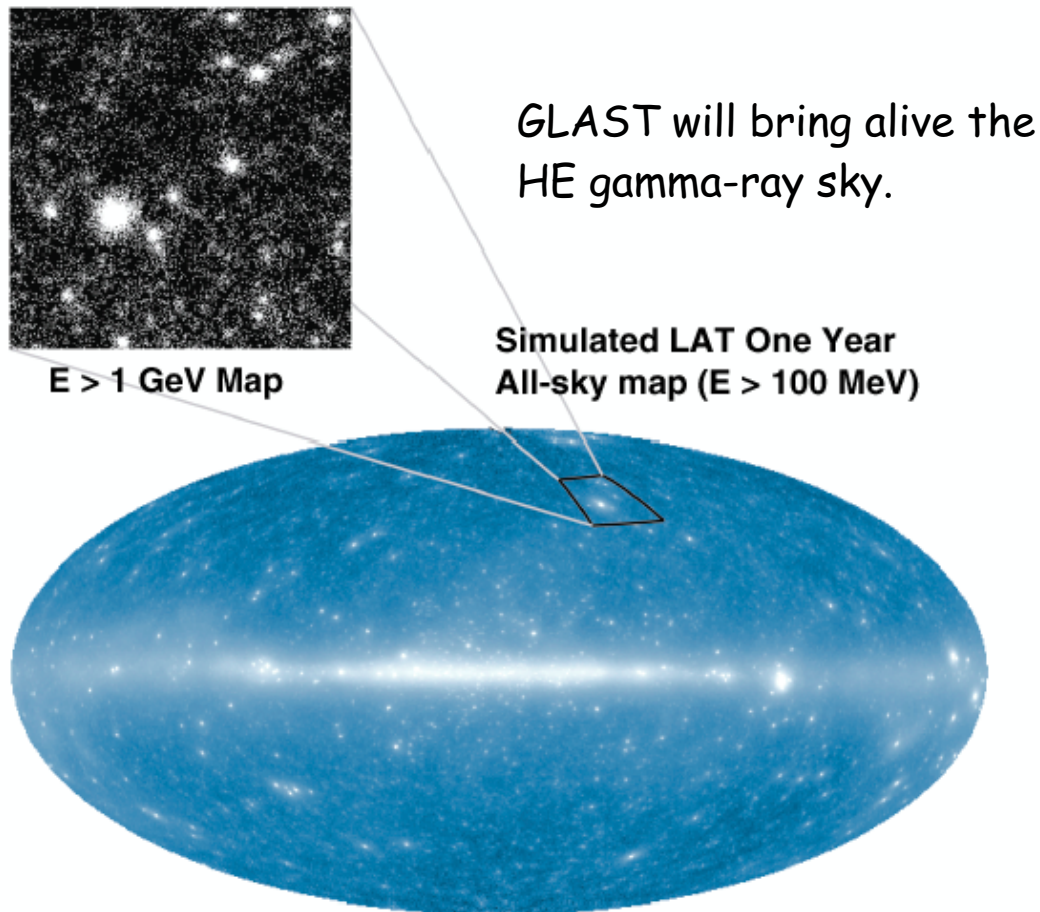 GLAST will bring alive the
HE gamma-ray sky.
Simulated LAT One Year
All-sky map (E > 100 MeV)
E > 1 GeV Map